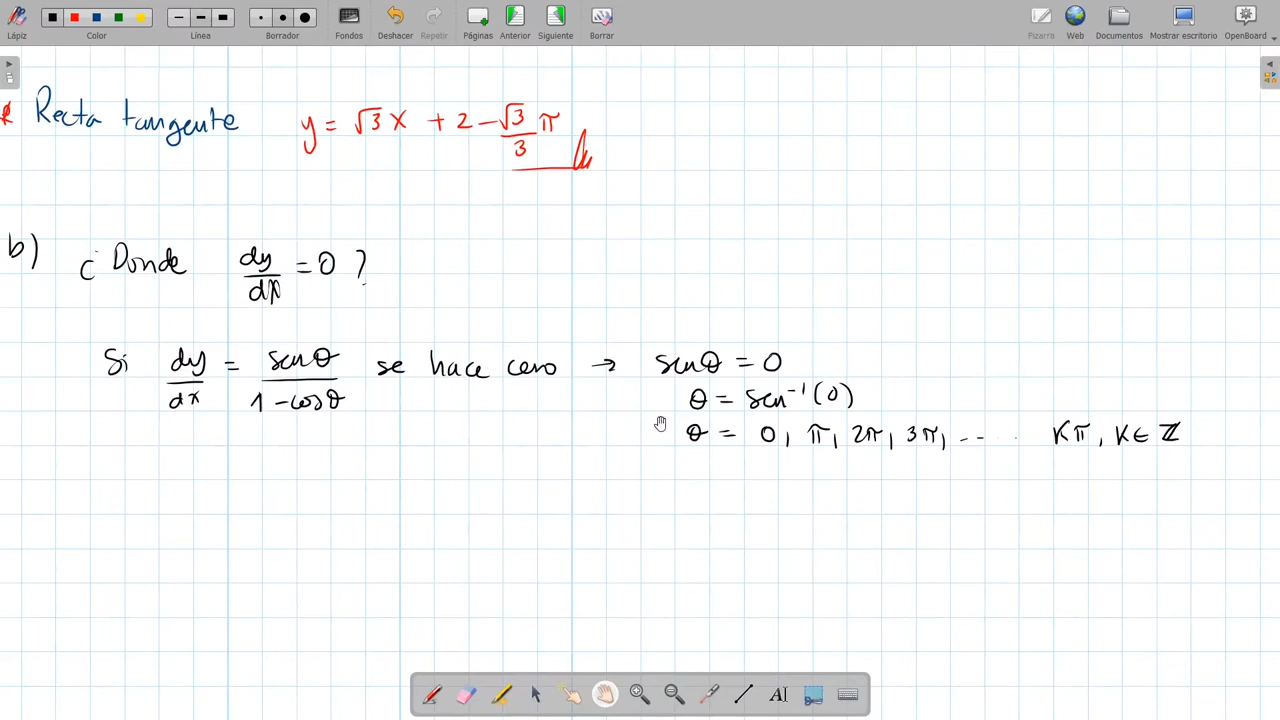 Lápiz Color Línea Borrador Fondos Deshacer Repetir Páginas Anterior Siguiente Borrar Pizarra Web Documentos Mostrar escritorio OpenBoard
Recta tangente y = √3 x + 2 - √3/3 π
b) ¿Donde dy/dx = 0 ?
Si dy/dx = senθ/(1 - cosθ) se hace cero → senθ = 0
θ = sen⁻¹(0)
θ = 0, π, 2π, 3π, ..... Kπ, K ∈ ℤ
AI